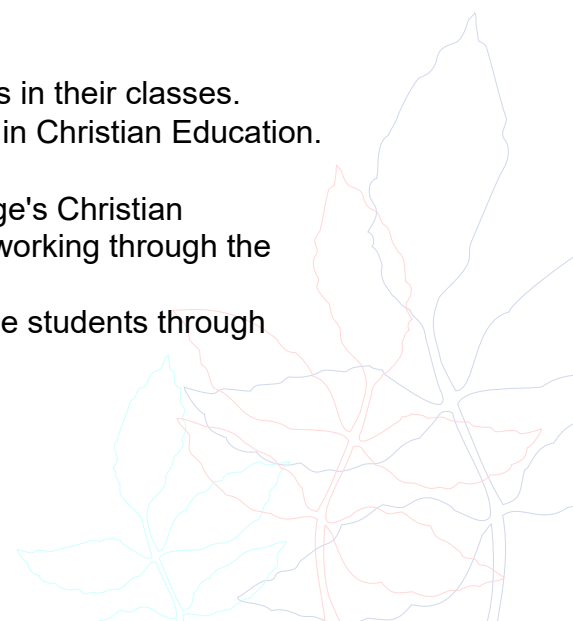 s in their classes.
in Christian Education.
ge's Christian
working through the
e students through